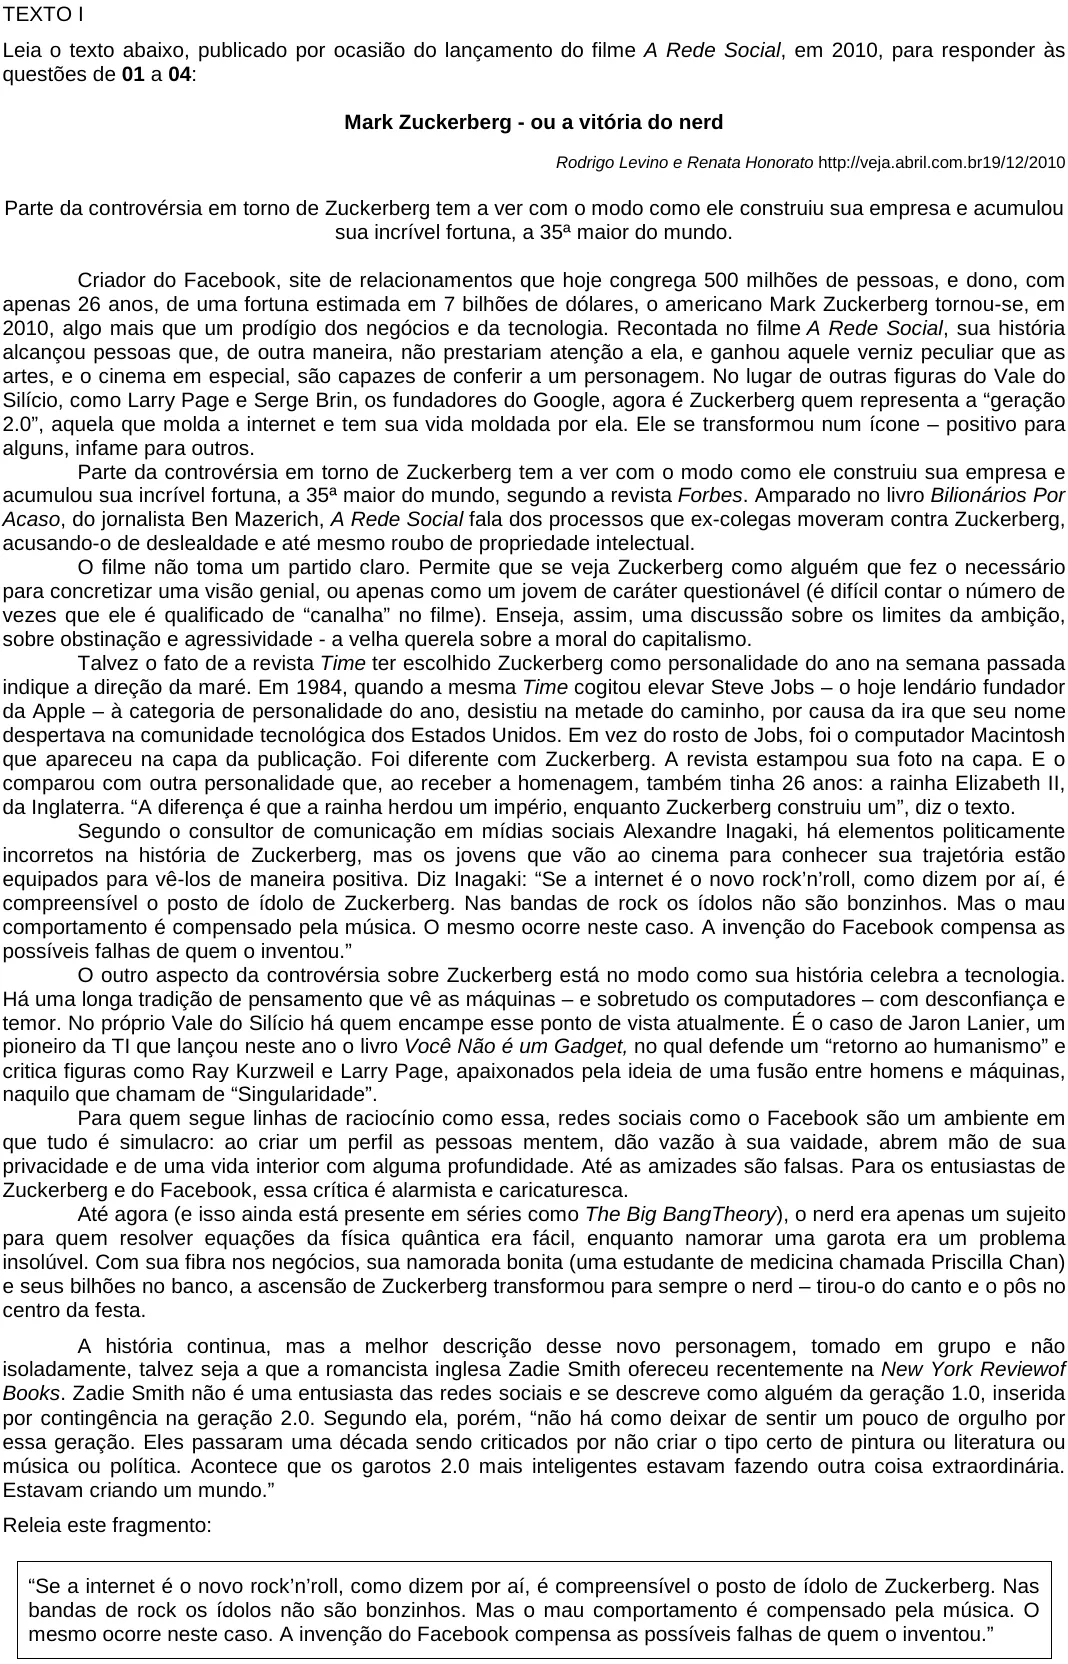 TEXTO I
Leia o texto abaixo, publicado por ocasião do lançamento do filme A Rede Social, em 2010, para responder às
questões de 01 a 04:
Mark Zuckerberg - ou a vitória do nerd
Rodrigo Levino e Renata Honorato http://veja.abril.com.br19/12/2010
Parte da controvérsia em torno de Zuckerberg tem a ver com o modo como ele construiu sua empresa e acumulou
sua incrível fortuna, a 35ª maior do mundo.
Criador do Facebook, site de relacionamentos que hoje congrega 500 milhões de pessoas, e dono, com
apenas 26 anos, de uma fortuna estimada em 7 bilhões de dólares, o americano Mark Zuckerberg tornou-se, em
2010, algo mais que um prodígio dos negócios e da tecnologia. Recontada no filme A Rede Social, sua história
alcançou pessoas que, de outra maneira, não prestariam atenção a ela, e ganhou aquele verniz peculiar que as
artes, e o cinema em especial, são capazes de conferir a um personagem. No lugar de outras figuras do Vale do
Silício, como Larry Page e Serge Brin, os fundadores do Google, agora é Zuckerberg quem representa a “geração
2.0”, aquela que molda a internet e tem sua vida moldada por ela. Ele se transformou num ícone – positivo para
alguns, infame para outros.
Parte da controvérsia em torno de Zuckerberg tem a ver com o modo como ele construiu sua empresa e
acumulou sua incrível fortuna, a 35ª maior do mundo, segundo a revista Forbes. Amparado no livro Bilionários Por
Acaso, do jornalista Ben Mazerich, A Rede Social fala dos processos que ex-colegas moveram contra Zuckerberg,
acusando-o de deslealdade e até mesmo roubo de propriedade intelectual.
O filme não toma um partido claro. Permite que se veja Zuckerberg como alguém que fez o necessário
para concretizar uma visão genial, ou apenas como um jovem de caráter questionável (é difícil contar o número de
vezes que ele é qualificado de “canalha” no filme). Enseja, assim, uma discussão sobre os limites da ambição,
sobre obstinação e agressividade - a velha querela sobre a moral do capitalismo.
Talvez o fato de a revista Time ter escolhido Zuckerberg como personalidade do ano na semana passada
indique a direção da maré. Em 1984, quando a mesma Time cogitou elevar Steve Jobs – o hoje lendário fundador
da Apple – à categoria de personalidade do ano, desistiu na metade do caminho, por causa da ira que seu nome
despertava na comunidade tecnológica dos Estados Unidos. Em vez do rosto de Jobs, foi o computador Macintosh
que apareceu na capa da publicação. Foi diferente com Zuckerberg. A revista estampou sua foto na capa. E o
comparou com outra personalidade que, ao receber a homenagem, também tinha 26 anos: a rainha Elizabeth II,
da Inglaterra. “A diferença é que a rainha herdou um império, enquanto Zuckerberg construiu um”, diz o texto.
Segundo o consultor de comunicação em mídias sociais Alexandre Inagaki, há elementos politicamente
incorretos na história de Zuckerberg, mas os jovens que vão ao cinema para conhecer sua trajetória estão
equipados para vê-los de maneira positiva. Diz Inagaki: “Se a internet é o novo rock’n’roll, como dizem por aí, é
compreensível o posto de ídolo de Zuckerberg. Nas bandas de rock os ídolos não são bonzinhos. Mas o mau
comportamento é compensado pela música. O mesmo ocorre neste caso. A invenção do Facebook compensa as
possíveis falhas de quem o inventou.”
O outro aspecto da controvérsia sobre Zuckerberg está no modo como sua história celebra a tecnologia.
Há uma longa tradição de pensamento que vê as máquinas – e sobretudo os computadores – com desconfiança e
temor. No próprio Vale do Silício há quem encampe esse ponto de vista atualmente. É o caso de Jaron Lanier, um
pioneiro da TI que lançou neste ano o livro Você Não é um Gadget, no qual defende um “retorno ao humanismo” e
critica figuras como Ray Kurzweil e Larry Page, apaixonados pela ideia de uma fusão entre homens e máquinas,
naquilo que chamam de “Singularidade”.
Para quem segue linhas de raciocínio como essa, redes sociais como o Facebook são um ambiente em
que tudo é simulacro: ao criar um perfil as pessoas mentem, dão vazão à sua vaidade, abrem mão de sua
privacidade e de uma vida interior com alguma profundidade. Até as amizades são falsas. Para os entusiastas de
Zuckerberg e do Facebook, essa crítica é alarmista e caricaturesca.
Até agora (e isso ainda está presente em séries como The Big BangTheory), o nerd era apenas um sujeito
para quem resolver equações da física quântica era fácil, enquanto namorar uma garota era um problema
insolúvel. Com sua fibra nos negócios, sua namorada bonita (uma estudante de medicina chamada Priscilla Chan)
e seus bilhões no banco, a ascensão de Zuckerberg transformou para sempre o nerd – tirou-o do canto e o pôs no
centro da festa.
A história continua, mas a melhor descrição desse novo personagem, tomado em grupo e não
isoladamente, talvez seja a que a romancista inglesa Zadie Smith ofereceu recentemente na New York Reviewof
Books. Zadie Smith não é uma entusiasta das redes sociais e se descreve como alguém da geração 1.0, inserida
por contingência na geração 2.0. Segundo ela, porém, “não há como deixar de sentir um pouco de orgulho por
essa geração. Eles passaram uma década sendo criticados por não criar o tipo certo de pintura ou literatura ou
música ou política. Acontece que os garotos 2.0 mais inteligentes estavam fazendo outra coisa extraordinária.
Estavam criando um mundo.”
Releia este fragmento:
“Se a internet é o novo rock’n’roll, como dizem por aí, é compreensível o posto de ídolo de Zuckerberg. Nas
bandas de rock os ídolos não são bonzinhos. Mas o mau comportamento é compensado pela música. O
mesmo ocorre neste caso. A invenção do Facebook compensa as possíveis falhas de quem o inventou.”